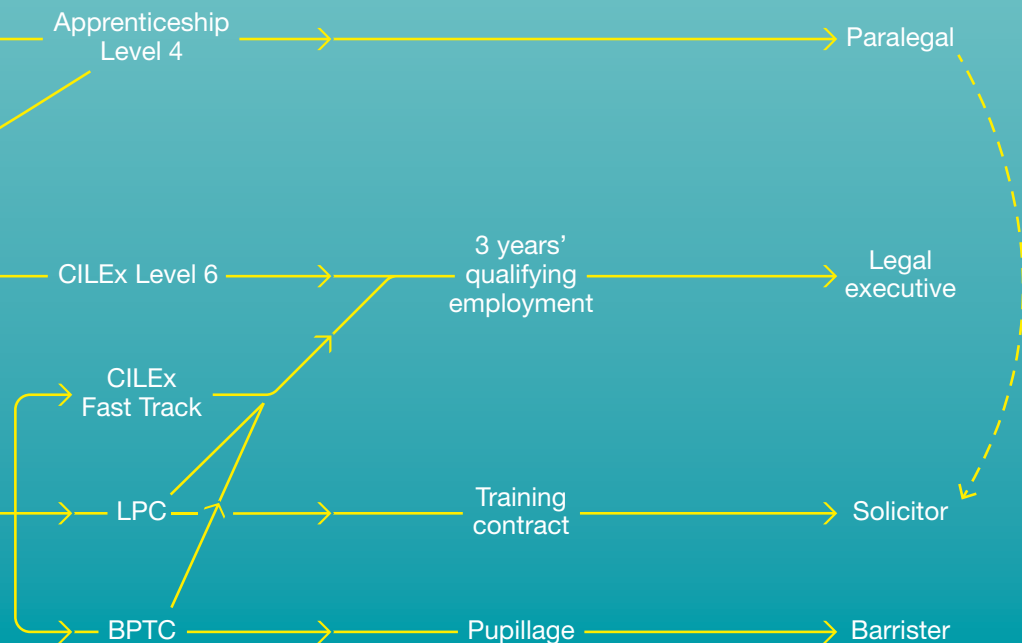 Apprenticeship
Level 4
Paralegal
CILEx Level 6
3 years’
qualifying
employment
Legal
executive
CILEx
Fast Track
LPC
Training
contract
Solicitor
BPTC
Pupillage
Barrister